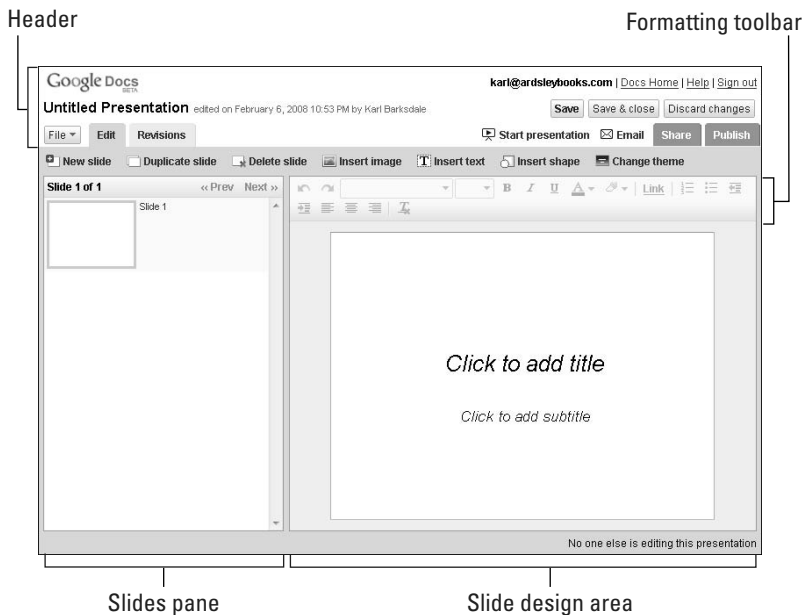 Header
Formatting toolbar
Google Docs
BETA
karl@ardsleybooks.com | Docs Home | Help | Sign out
Untitled Presentation edited on February 6, 2008 10:53 PM by Karl Barksdale
Save Save & close Discard changes
File Edit Revisions
Start presentation Email Share Publish
New slide Duplicate slide Delete slide Insert image T Insert text Insert shape Change theme
Slide 1 of 1 « Prev Next »
B I U A Link
Slide 1
Click to add title
Click to add subtitle
No one else is editing this presentation
Slides pane
Slide design area